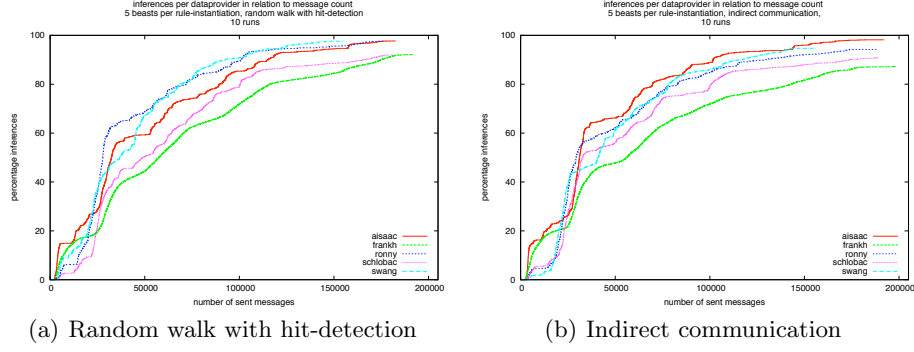 inferences per dataprovider in relation to message count
5 beasts per rule-instantiation, random walk with hit-detection
10 runs
100
80
60
40
20
0
percentage inferences
aisaac
frankh
ronny
schlobac
swang
0 50000 100000 150000 200000
number of sent messages
(a) Random walk with hit-detection
inferences per dataprovider in relation to message count
5 beasts per rule-instantiation, indirect communication,
10 runs
100
80
60
40
20
0
percentage inferences
aisaac
frankh
ronny
schlobac
swang
0 50000 100000 150000 200000
number of sent messages
(b) Indirect communication